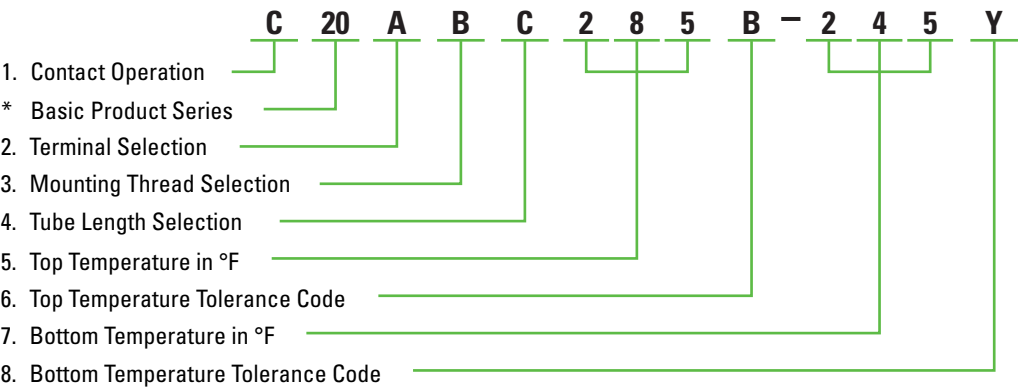 C 20 A B C 2 8 5 B – 2 4 5 Y
1. Contact Operation
* Basic Product Series
2. Terminal Selection
3. Mounting Thread Selection
4. Tube Length Selection
5. Top Temperature in °F
6. Top Temperature Tolerance Code
7. Bottom Temperature in °F
8. Bottom Temperature Tolerance Code